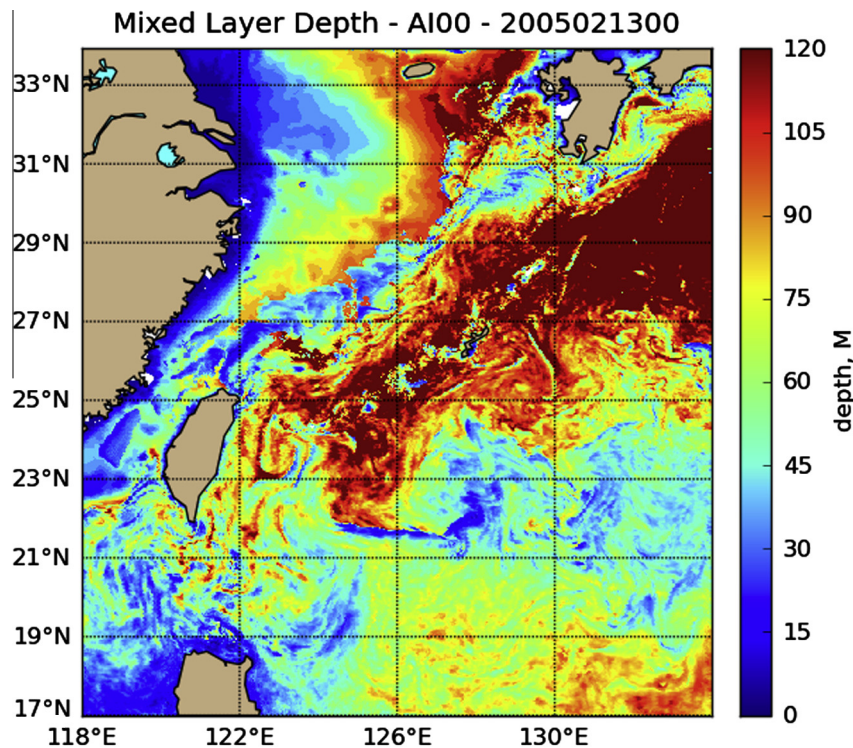 Mixed Layer Depth - AI00 - 2005021300
33°N
31°N
29°N
27°N
25°N
23°N
21°N
19°N
17°N
118°E
122°E
126°E
130°E
120
105
90
75
60
45
30
15
0
depth, M